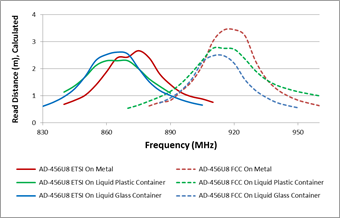 Read Distance (m), Calculated
4
3
2
1
0
830 860 890 920 950
Frequency (MHz)
AD-456U8 ETSI On Metal AD-456U8 FCC On Metal
AD-456U8 ETSI On Liquid Plastic Container AD-456U8 FCC On Liquid Plastic Container
AD-456U8 ETSI On Liquid Glass Container AD-456U8 FCC On Liquid Glass Container